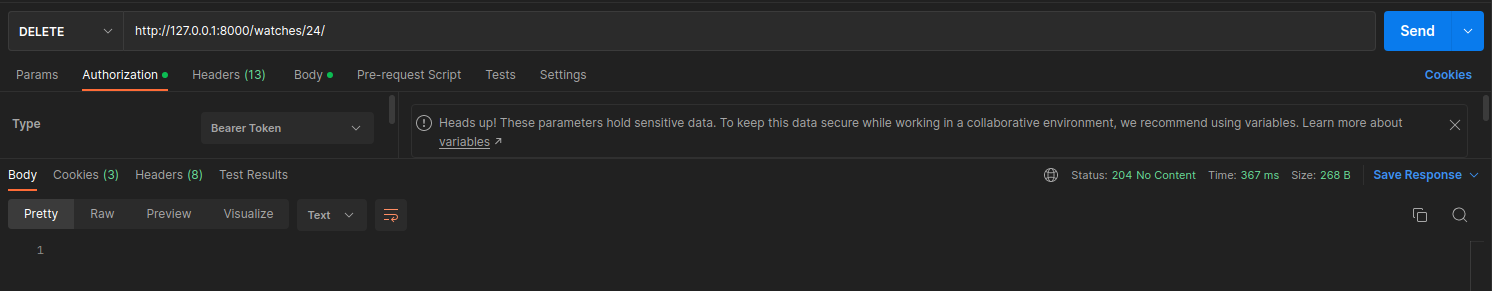 DELETE http://127.0.0.1:8000/watches/24/ Send
Params Authorization Headers (13) Body Pre-request Script Tests Settings Cookies
Type Bearer Token
Heads up! These parameters hold sensitive data. To keep this data secure while working in a collaborative environment, we recommend using variables. Learn more about
variables ↗
Body Cookies (3) Headers (8) Test Results Status: 204 No Content Time: 367 ms Size: 268 B Save Response
Pretty Raw Preview Visualize Text
1